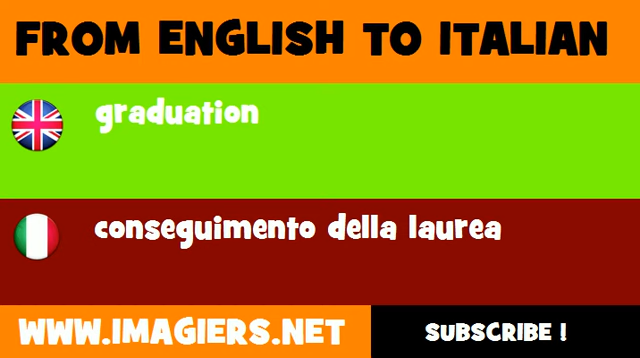 FROM ENGLISH TO ITALIAN
graduation
conseguimento della laurea
WWW.IMAGIERS.NET
SUBSCRIBE !